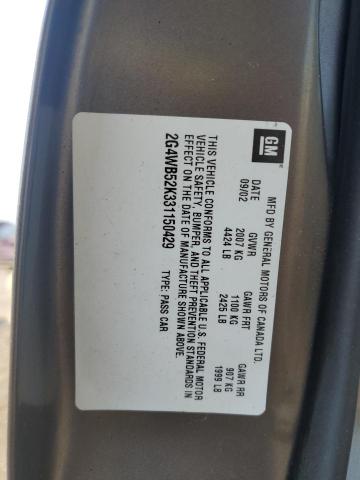 GM
MFD BY GENERAL MOTORS OF CANADA LTD.
DATE GVWR GAWR FRT GAWR RR
09/02 2007 KG 1100 KG 907 KG
4424 LB 2425 LB 1999 LB
THIS VEHICLE CONFORMS TO ALL APPLICABLE U.S. FEDERAL MOTOR
VEHICLE SAFETY, BUMPER, AND THEFT PREVENTION STANDARDS IN
EFFECT ON THE DATE OF MANUFACTURE SHOWN ABOVE.
2G4WB52K331150429 TYPE: PASS CAR